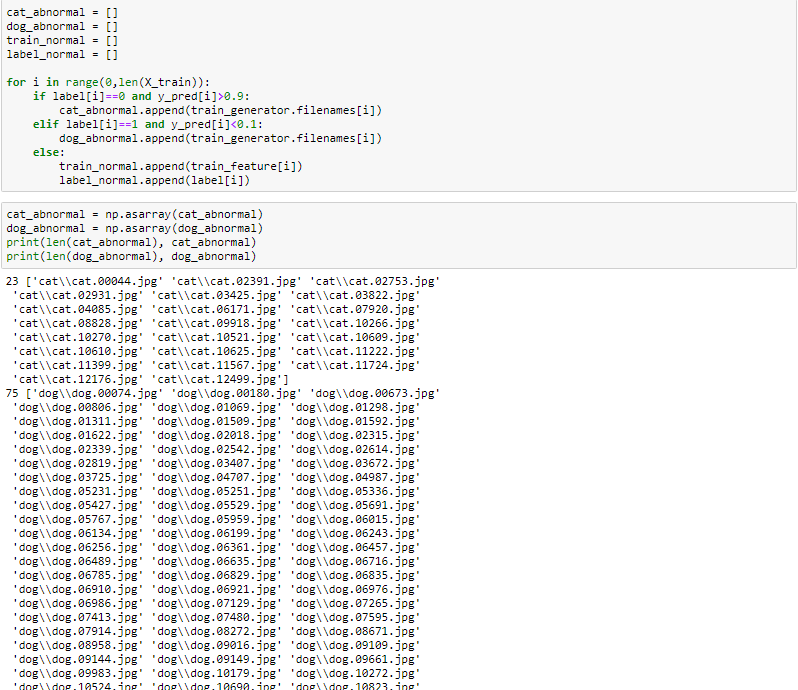 cat_abnormal = []
dog_abnormal = []
train_normal = []
label_normal = []
for i in range(0,len(X_train)):
    if label[i]==0 and y_pred[i]>0.9:
        cat_abnormal.append(train_generator.filenames[i])
    elif label[i]==1 and y_pred[i]<0.1:
        dog_abnormal.append(train_generator.filenames[i])
    else:
        train_normal.append(train_feature[i])
        label_normal.append(label[i])
cat_abnormal = np.asarray(cat_abnormal)
dog_abnormal = np.asarray(dog_abnormal)
print(len(cat_abnormal), cat_abnormal)
print(len(dog_abnormal), dog_abnormal)
23 ['cat\\cat.00044.jpg' 'cat\\cat.02391.jpg' 'cat\\cat.02753.jpg'
 'cat\\cat.02931.jpg' 'cat\\cat.03425.jpg' 'cat\\cat.03822.jpg'
 'cat\\cat.04085.jpg' 'cat\\cat.06171.jpg' 'cat\\cat.07920.jpg'
 'cat\\cat.08828.jpg' 'cat\\cat.09918.jpg' 'cat\\cat.10266.jpg'
 'cat\\cat.10270.jpg' 'cat\\cat.10521.jpg' 'cat\\cat.10609.jpg'
 'cat\\cat.10610.jpg' 'cat\\cat.10625.jpg' 'cat\\cat.11222.jpg'
 'cat\\cat.11399.jpg' 'cat\\cat.11567.jpg' 'cat\\cat.11724.jpg'
 'cat\\cat.12176.jpg' 'cat\\cat.12499.jpg']
75 ['dog\\dog.00074.jpg' 'dog\\dog.00180.jpg' 'dog\\dog.00673.jpg'
 'dog\\dog.00806.jpg' 'dog\\dog.01069.jpg' 'dog\\dog.01298.jpg'
 'dog\\dog.01311.jpg' 'dog\\dog.01509.jpg' 'dog\\dog.01592.jpg'
 'dog\\dog.01622.jpg' 'dog\\dog.02018.jpg' 'dog\\dog.02315.jpg'
 'dog\\dog.02339.jpg' 'dog\\dog.02542.jpg' 'dog\\dog.02614.jpg'
 'dog\\dog.02819.jpg' 'dog\\dog.03407.jpg' 'dog\\dog.03672.jpg'
 'dog\\dog.03725.jpg' 'dog\\dog.04707.jpg' 'dog\\dog.04987.jpg'
 'dog\\dog.05231.jpg' 'dog\\dog.05251.jpg' 'dog\\dog.05336.jpg'
 'dog\\dog.05427.jpg' 'dog\\dog.05529.jpg' 'dog\\dog.05691.jpg'
 'dog\\dog.05767.jpg' 'dog\\dog.05959.jpg' 'dog\\dog.06015.jpg'
 'dog\\dog.06134.jpg' 'dog\\dog.06199.jpg' 'dog\\dog.06243.jpg'
 'dog\\dog.06256.jpg' 'dog\\dog.06361.jpg' 'dog\\dog.06457.jpg'
 'dog\\dog.06489.jpg' 'dog\\dog.06635.jpg' 'dog\\dog.06716.jpg'
 'dog\\dog.06785.jpg' 'dog\\dog.06829.jpg' 'dog\\dog.06835.jpg'
 'dog\\dog.06910.jpg' 'dog\\dog.06921.jpg' 'dog\\dog.06976.jpg'
 'dog\\dog.06986.jpg' 'dog\\dog.07129.jpg' 'dog\\dog.07265.jpg'
 'dog\\dog.07413.jpg' 'dog\\dog.07480.jpg' 'dog\\dog.07595.jpg'
 'dog\\dog.07914.jpg' 'dog\\dog.08272.jpg' 'dog\\dog.08671.jpg'
 'dog\\dog.08958.jpg' 'dog\\dog.09016.jpg' 'dog\\dog.09109.jpg'
 'dog\\dog.09144.jpg' 'dog\\dog.09149.jpg' 'dog\\dog.09661.jpg'
 'dog\\dog.09983.jpg' 'dog\\dog.10179.jpg' 'dog\\dog.10272.jpg'
 'dog\\dog.10524.jpg' 'dog\\dog.10690.jpg' 'dog\\dog.10823.jpg'